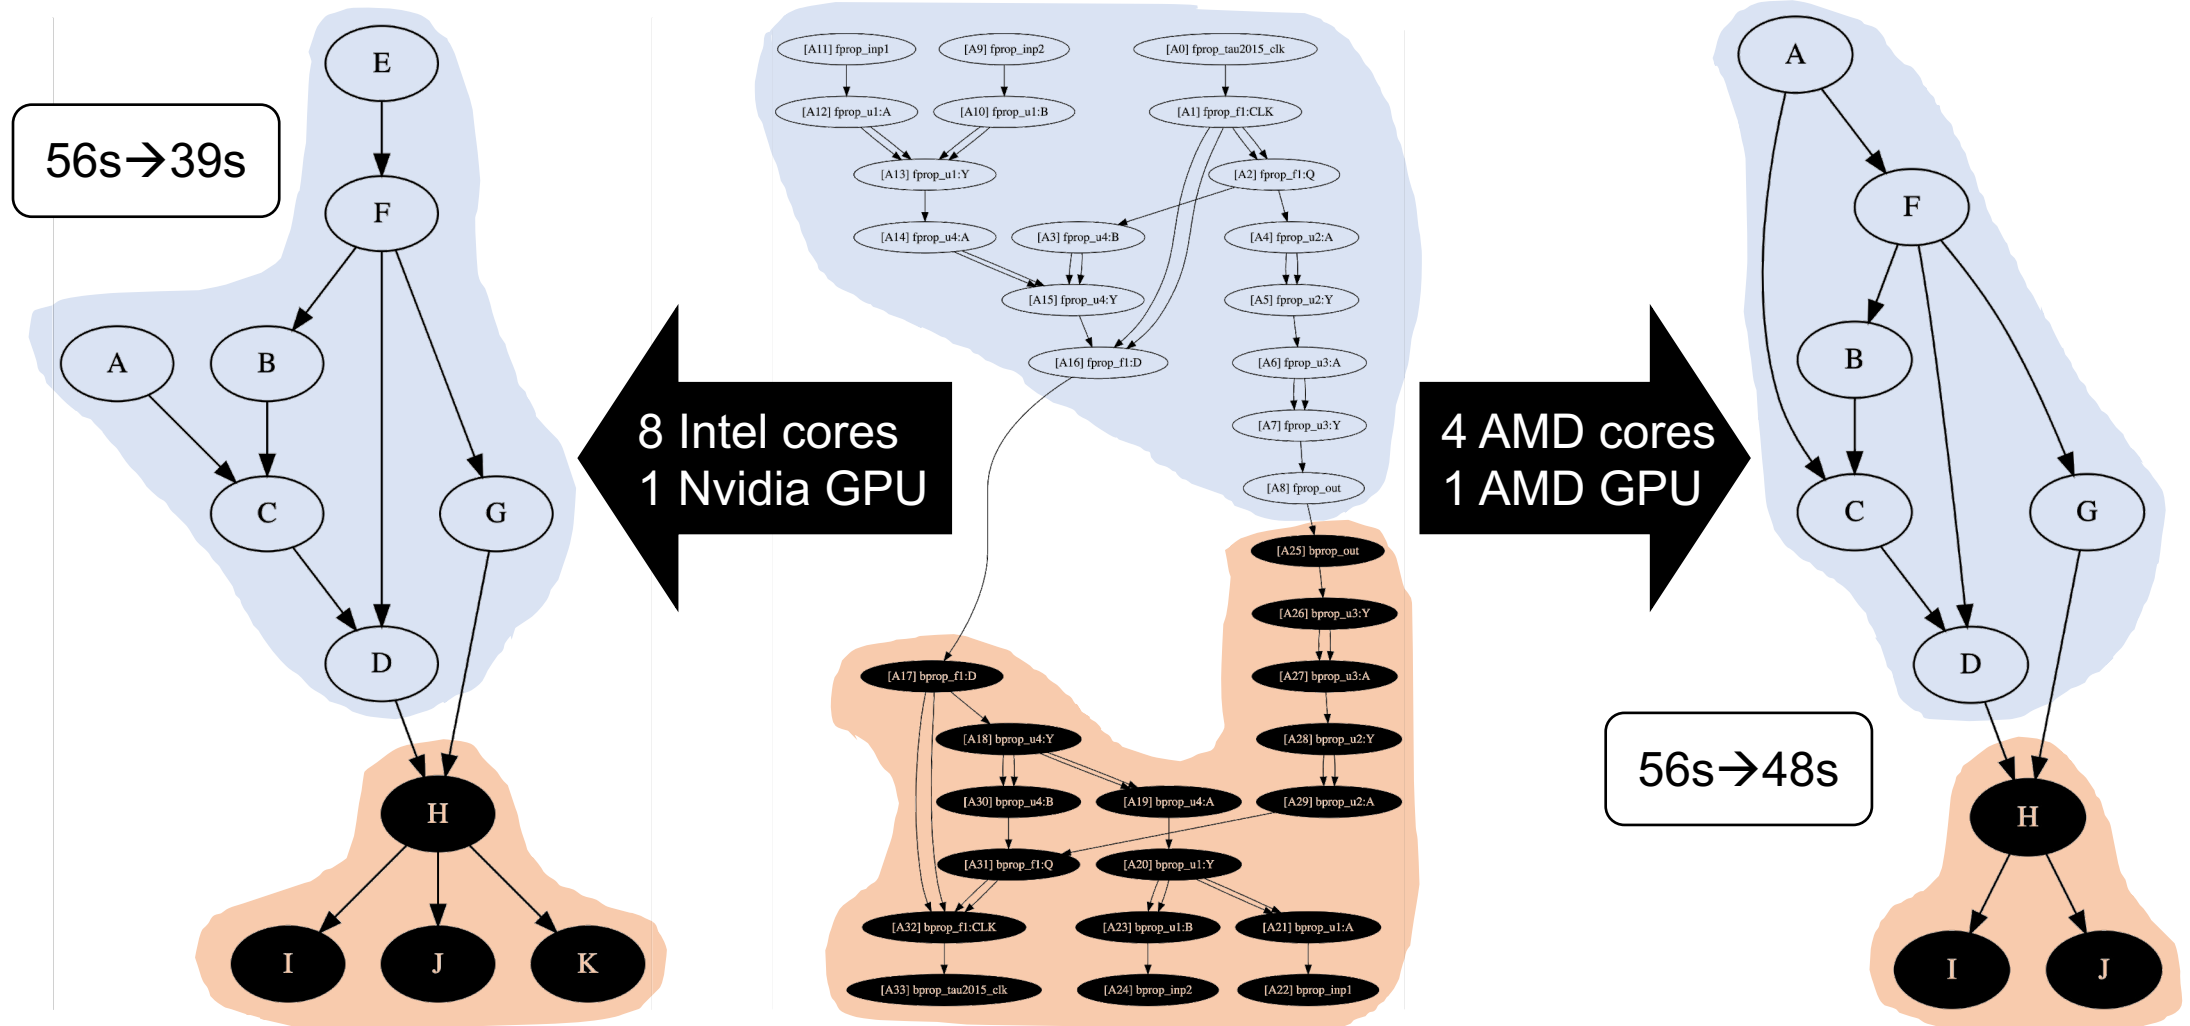 E
56s→39s
F
A
B
C
G
D
H
I
J
K
8 Intel cores
1 Nvidia GPU
[A11] fprop_inp1
[A9] fprop_inp2
[A0] fprop_tau2015_clk
[A12] fprop_u1:A
[A10] fprop_u1:B
[A1] fprop_f1:CLK
[A13] fprop_u1:Y
[A2] fprop_f1:Q
[A14] fprop_u4:A
[A3] fprop_u4:B
[A4] fprop_u2:A
[A15] fprop_u4:Y
[A5] fprop_u2:Y
[A16] fprop_f1:D
[A6] fprop_u3:A
[A7] fprop_u3:Y
[A8] fprop_out
[A25] bprop_out
[A26] bprop_u3:Y
[A17] bprop_f1:D
[A27] bprop_u3:A
[A18] bprop_u4:Y
[A28] bprop_u2:Y
[A30] bprop_u4:B
[A19] bprop_u4:A
[A29] bprop_u2:A
[A31] bprop_f1:Q
[A20] bprop_u1:Y
[A32] bprop_f1:CLK
[A23] bprop_u1:B
[A21] bprop_u1:A
[A33] bprop_tau2015_clk
[A24] bprop_inp2
[A22] bprop_inp1
4 AMD cores
1 AMD GPU
A
F
B
C
G
D
56s→48s
H
I
J